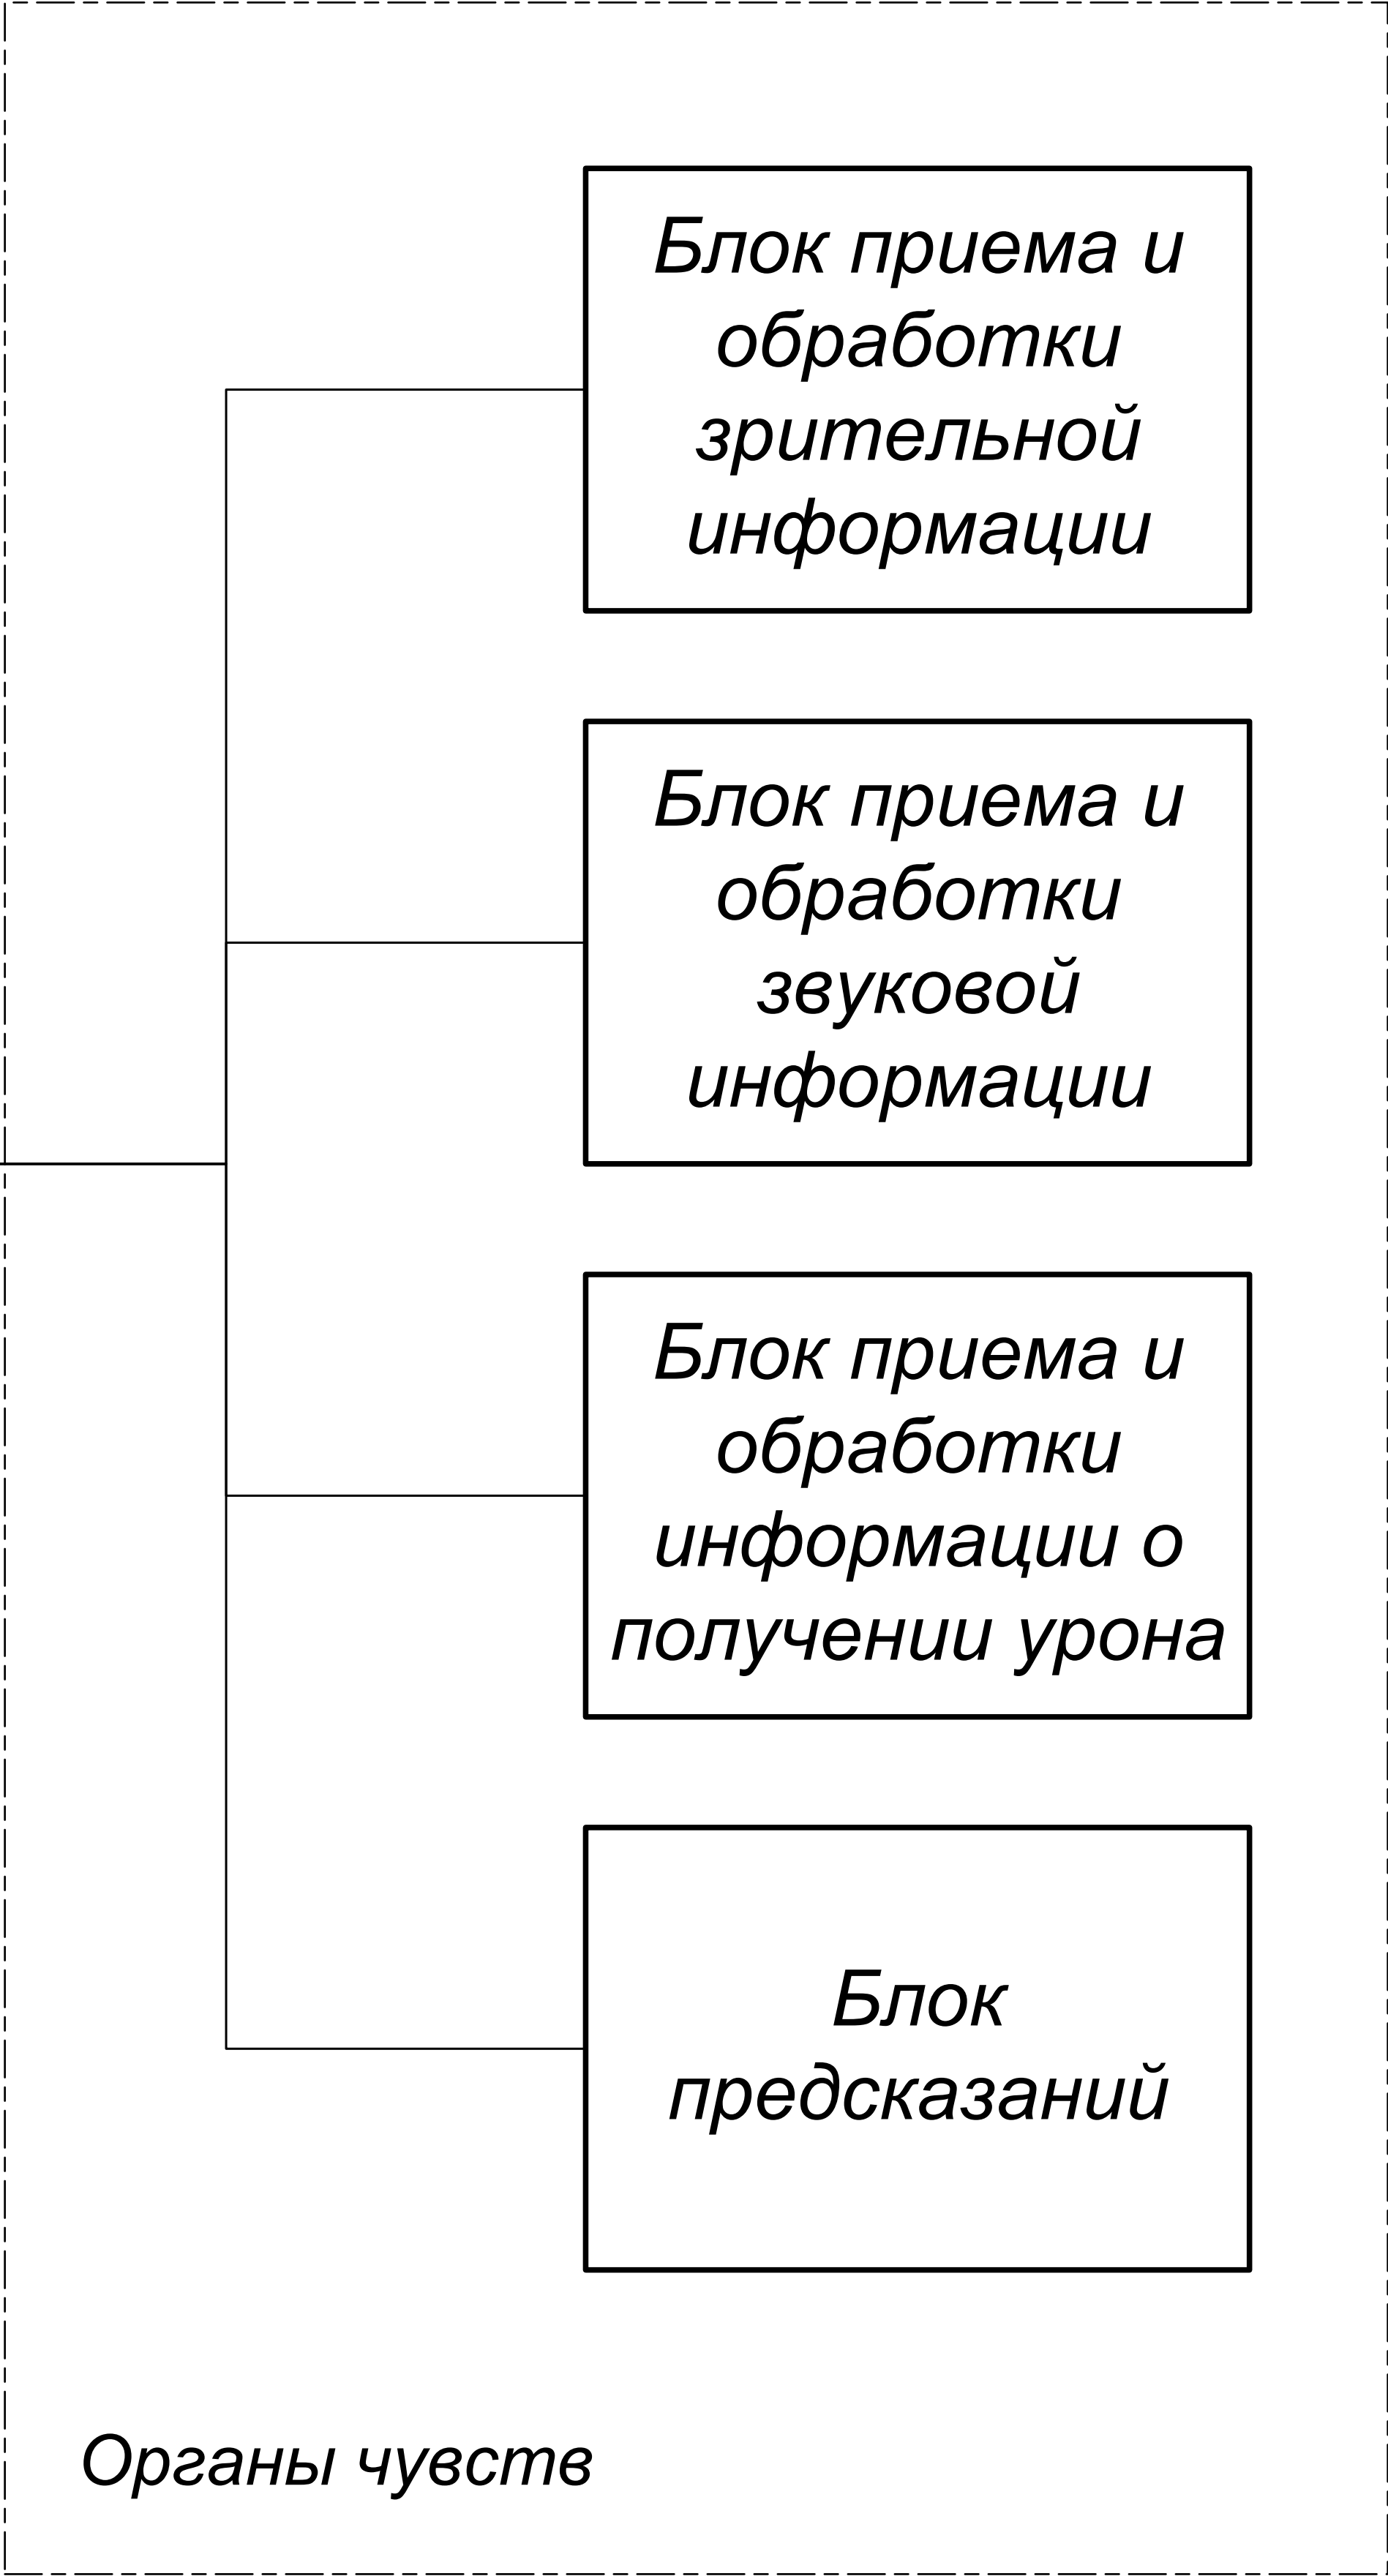 Блок приема и
обработки
зрительной
информации
Блок приема и
обработки
звуковой
информации
Блок приема и
обработки
информации о
получении урона
Блок
предсказаний
Органы чувств